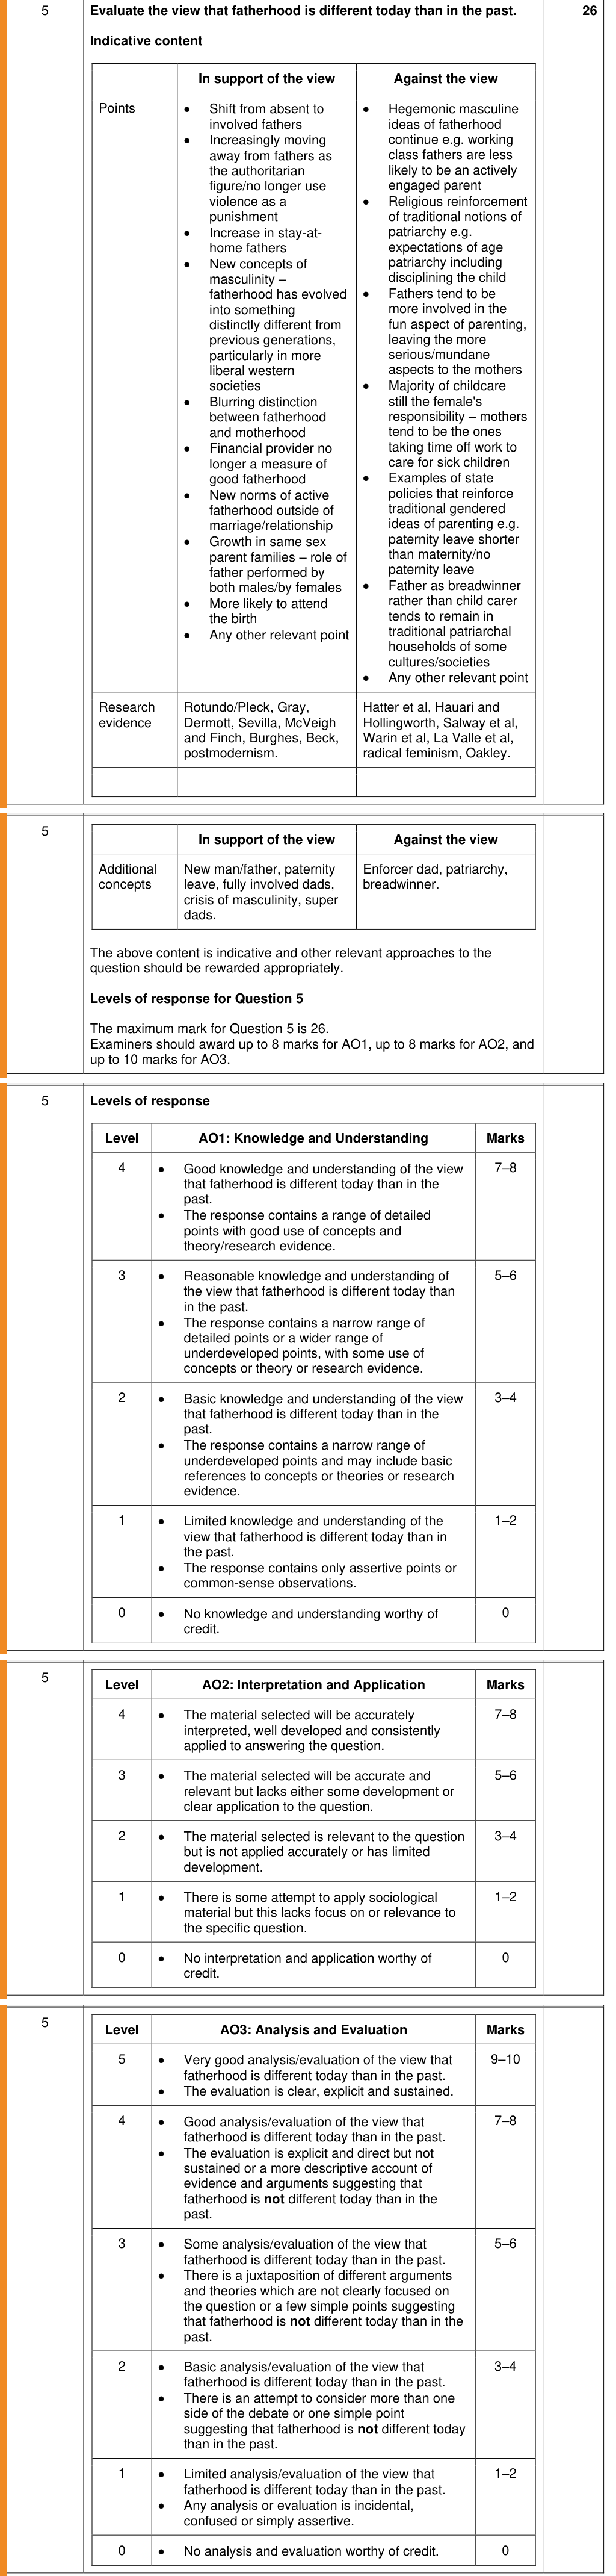 5
Evaluate the view that fatherhood is different today than in the past.
26
Indicative content
In support of the view
Against the view
Points
● Shift from absent to
involved fathers
● Increasingly moving
away from fathers as
the authoritarian
figure/no longer use
violence as a
punishment
● Increase in stay-at-
home fathers
● New concepts of
masculinity –
fatherhood has evolved
into something
distinctly different from
previous generations,
particularly in more
liberal western
societies
● Blurring distinction
between fatherhood
and motherhood
● Financial provider no
longer a measure of
good fatherhood
● New norms of active
fatherhood outside of
marriage/relationship
● Growth in same sex
parent families – role of
father performed by
both males/by females
● More likely to attend
the birth
● Any other relevant point
● Hegemonic masculine
ideas of fatherhood
continue e.g. working
class fathers are less
likely to be an actively
engaged parent
● Religious reinforcement
of traditional notions of
patriarchy e.g.
expectations of age
patriarchy including
disciplining the child
● Fathers tend to be
more involved in the
fun aspect of parenting,
leaving the more
serious/mundane
aspects to the mothers
● Majority of childcare
still the female's
responsibility – mothers
tend to be the ones
taking time off work to
care for sick children
● Examples of state
policies that reinforce
traditional gendered
ideas of parenting e.g.
paternity leave shorter
than maternity/no
paternity leave
● Father as breadwinner
rather than child carer
tends to remain in
traditional patriarchal
households of some
cultures/societies
● Any other relevant point
Research
evidence
Rotundo/Pleck, Gray,
Dermott, Sevilla, McVeigh
and Finch, Burghes, Beck,
postmodernism.
Hatter et al, Hauari and
Hollingworth, Salway et al,
Warin et al, La Valle et al,
radical feminism, Oakley.
5
In support of the view
Against the view
Additional
concepts
New man/father, paternity
leave, fully involved dads,
crisis of masculinity, super
dads.
Enforcer dad, patriarchy,
breadwinner.
The above content is indicative and other relevant approaches to the
question should be rewarded appropriately.
Levels of response for Question 5
The maximum mark for Question 5 is 26.
Examiners should award up to 8 marks for AO1, up to 8 marks for AO2, and
up to 10 marks for AO3.
5
Levels of response
Level
AO1: Knowledge and Understanding
Marks
4
● Good knowledge and understanding of the view
that fatherhood is different today than in the
past.
● The response contains a range of detailed
points with good use of concepts and
theory/research evidence.
7–8
3
● Reasonable knowledge and understanding of
the view that fatherhood is different today than
in the past.
● The response contains a narrow range of
detailed points or a wider range of
underdeveloped points, with some use of
concepts or theory or research evidence.
5–6
2
● Basic knowledge and understanding of the view
that fatherhood is different today than in the
past.
● The response contains a narrow range of
underdeveloped points and may include basic
references to concepts or theories or research
evidence.
3–4
1
● Limited knowledge and understanding of the
view that fatherhood is different today than in
the past.
● The response contains only assertive points or
common-sense observations.
1–2
0
● No knowledge and understanding worthy of
credit.
0
5
Level
AO2: Interpretation and Application
Marks
4
● The material selected will be accurately
interpreted, well developed and consistently
applied to answering the question.
7–8
3
● The material selected will be accurate and
relevant but lacks either some development or
clear application to the question.
5–6
2
● The material selected is relevant to the question
but is not applied accurately or has limited
development.
3–4
1
● There is some attempt to apply sociological
material but this lacks focus on or relevance to
the specific question.
1–2
0
● No interpretation and application worthy of
credit.
0
5
Level
AO3: Analysis and Evaluation
Marks
5
● Very good analysis/evaluation of the view that
fatherhood is different today than in the past.
● The evaluation is clear, explicit and sustained.
9–10
4
● Good analysis/evaluation of the view that
fatherhood is different today than in the past.
● The evaluation is explicit and direct but not
sustained or a more descriptive account of
evidence and arguments suggesting that
fatherhood is not different today than in the
past.
7–8
3
● Some analysis/evaluation of the view that
fatherhood is different today than in the past.
● There is a juxtaposition of different arguments
and theories which are not clearly focused on
the question or a few simple points suggesting
that fatherhood is not different today than in the
past.
5–6
2
● Basic analysis/evaluation of the view that
fatherhood is different today than in the past.
● There is an attempt to consider more than one
side of the debate or one simple point
suggesting that fatherhood is not different today
than in the past.
3–4
1
● Limited analysis/evaluation of the view that
fatherhood is different today than in the past.
● Any analysis or evaluation is incidental,
confused or simply assertive.
1–2
0
● No analysis and evaluation worthy of credit.
0